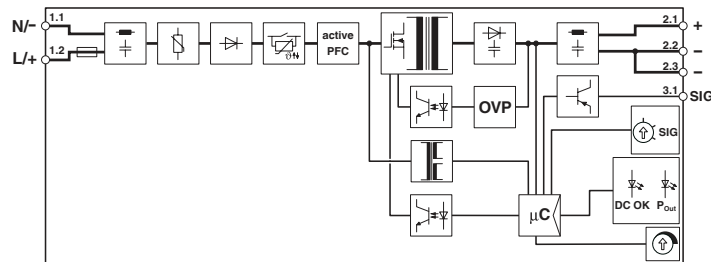 N/–
1.1
L/+
1.2
active
PFC
2.1
+
2.2
–
2.3
–
3.1
SIG
ϑ
OVP
SIG
DC OK
POut
µC